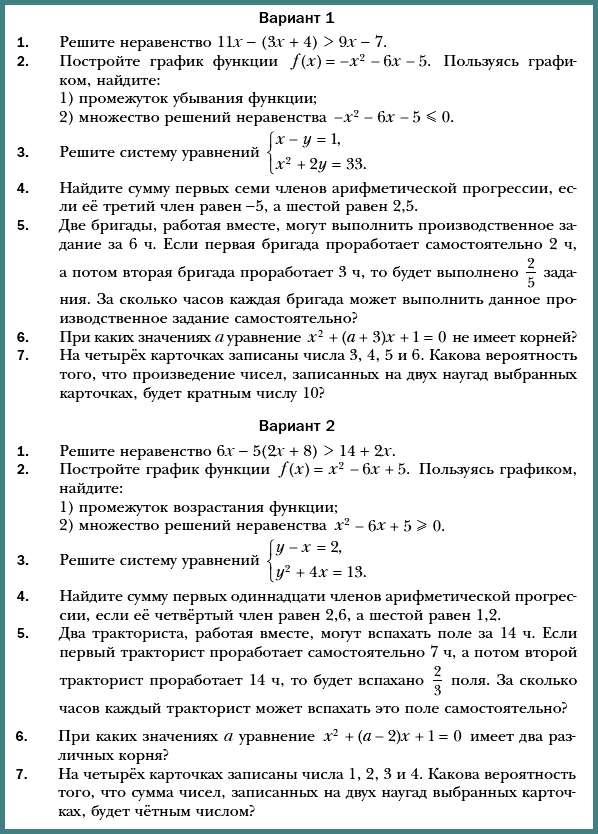 Вариант 1
1. Решите неравенство 11x − (3x + 4) > 9x − 7.
2. Постройте график функции f(x) = −x² − 6x − 5. Пользуясь графи-
ком, найдите:
1) промежуток убывания функции;
2) множество решений неравенства −x² − 6x − 5 ⩽ 0.
3. Решите систему уравнений { x − y = 1,
x² + 2y = 33.
4. Найдите сумму первых семи членов арифметической прогрессии, ес-
ли её третий член равен −5, а шестой равен 2,5.
5. Две бригады, работая вместе, могут выполнить производственное за-
дание за 6 ч. Если первая бригада проработает самостоятельно 2 ч,
а потом вторая бригада проработает 3 ч, то будет выполнено 2/5 зада-
ния. За сколько часов каждая бригада может выполнить данное про-
изводственное задание самостоятельно?
6. При каких значениях a уравнение x² + (a + 3)x + 1 = 0 не имеет корней?
7. На четырёх карточках записаны числа 3, 4, 5 и 6. Какова вероятность
того, что произведение чисел, записанных на двух наугад выбранных
карточках, будет кратным числу 10?
Вариант 2
1. Решите неравенство 6x − 5(2x + 8) > 14 + 2x.
2. Постройте график функции f(x) = x² − 6x + 5. Пользуясь графиком,
найдите:
1) промежуток возрастания функции;
2) множество решений неравенства x² − 6x + 5 ⩾ 0.
3. Решите систему уравнений { y − x = 2,
y² + 4x = 13.
4. Найдите сумму первых одиннадцати членов арифметической прогрес-
сии, если её четвёртый член равен 2,6, а шестой равен 1,2.
5. Два тракториста, работая вместе, могут вспахать поле за 14 ч. Если
первый тракторист проработает самостоятельно 7 ч, а потом второй
тракторист проработает 14 ч, то будет вспахано 2/3 поля. За сколько
часов каждый тракторист может вспахать это поле самостоятельно?
6. При каких значениях a уравнение x² + (a − 2)x + 1 = 0 имеет два раз-
личных корня?
7. На четырёх карточках записаны числа 1, 2, 3 и 4. Какова вероятность
того, что сумма чисел, записанных на двух наугад выбранных карточ-
ках, будет чётным числом?